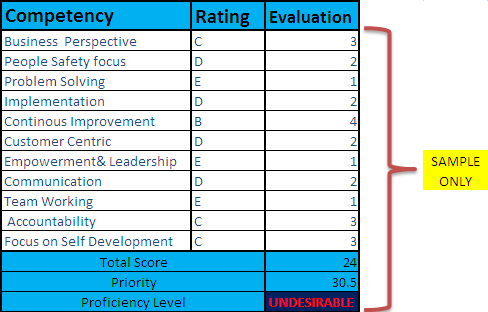 Competency Rating Evaluation
Business Perspective C 3
People Safety focus D 2
Problem Solving E 1
Implementation D 2
Continous Improvement B 4
Customer Centric D 2
Empowerment& Leadership E 1
Communication D 2
Team Working E 1
Accountability C 3
Focus on Self Development C 3
Total Score 24
Priority 30.5
Proficiency Level UNDESIRABLE
SAMPLE
ONLY